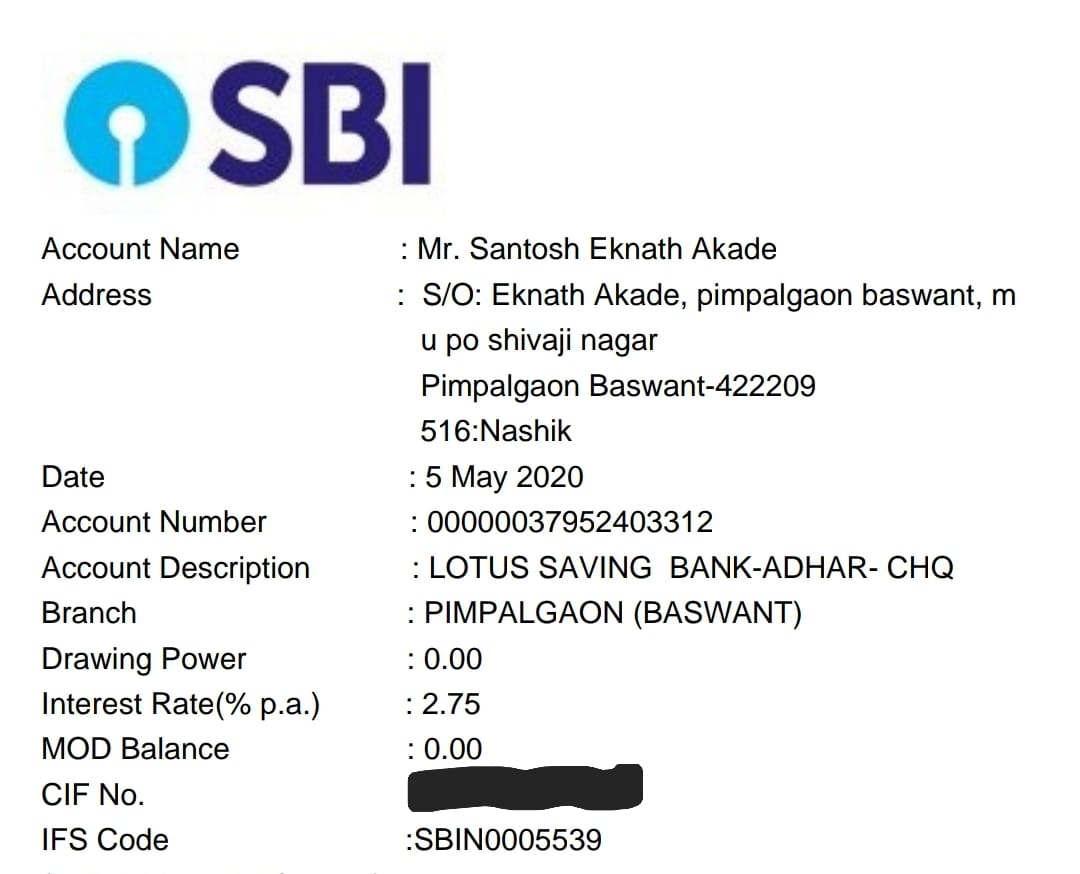 SBI
Account Name : Mr. Santosh Eknath Akade
Address : S/O: Eknath Akade, pimpalgaon baswant, m
u po shivaji nagar
Pimpalgaon Baswant-422209
516:Nashik
Date : 5 May 2020
Account Number : 00000037952403312
Account Description : LOTUS SAVING  BANK-ADHAR- CHQ
Branch : PIMPALGAON (BASWANT)
Drawing Power : 0.00
Interest Rate(% p.a.) : 2.75
MOD Balance : 0.00
CIF No.
IFS Code :SBIN0005539